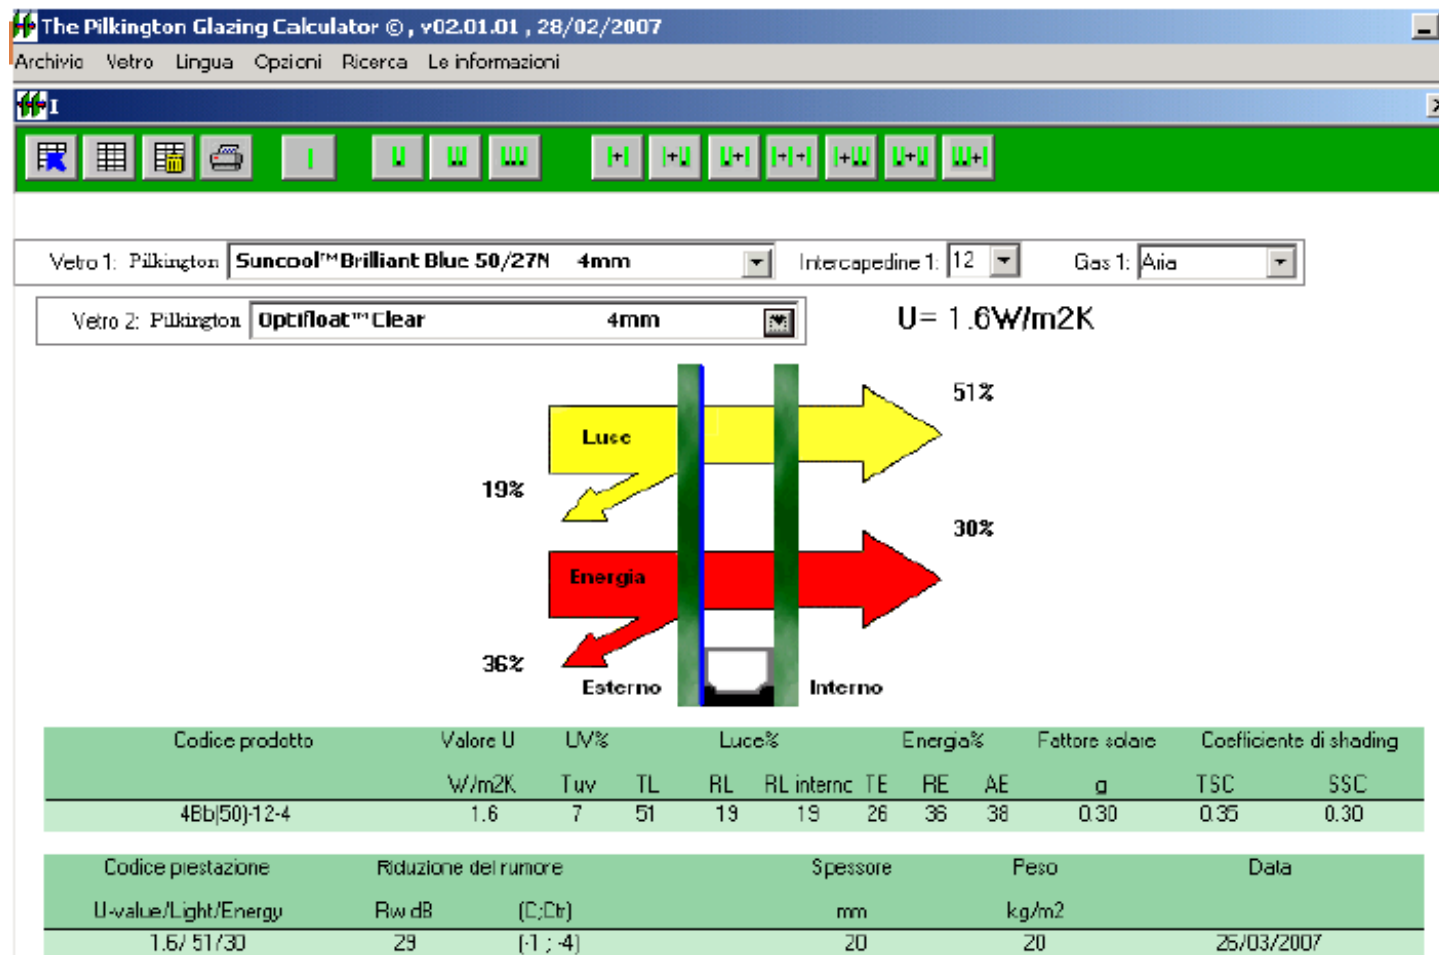 The Pilkington Glazing Calculator ©, v02.01.01 , 28/02/2007
Archivio Vetro Lingua Opzioni Ricerca Le informazioni
I
Vetro 1: Pilkington Suncool™Brilliant Blue 50/27N 4mm Intercapedine 1: 12 Gas 1: Aria
Vetro 2: Pilkington Optifloat™Clear 4mm U= 1.6W/m2K
51%
Luce
19%
30%
Energia
36%
Esterno Interno
Codice prodotto Valore U UV% Luce% Energia% Fattore solare Coefficiente di shading
W/m2K Tuv TL RL RL interno TE RE AE g TSC SSC
4Bb(50)-12-4 1.6 7 51 19 19 26 36 38 0.30 0.35 0.30
Codice prestazione Riduzione del rumore Spessore Peso Data
U-value/Light/Energy Rw dB (C;Ctr) mm kg/m2
1.6/ 51/30 29 (-1 ; -4) 20 20 26/03/2007